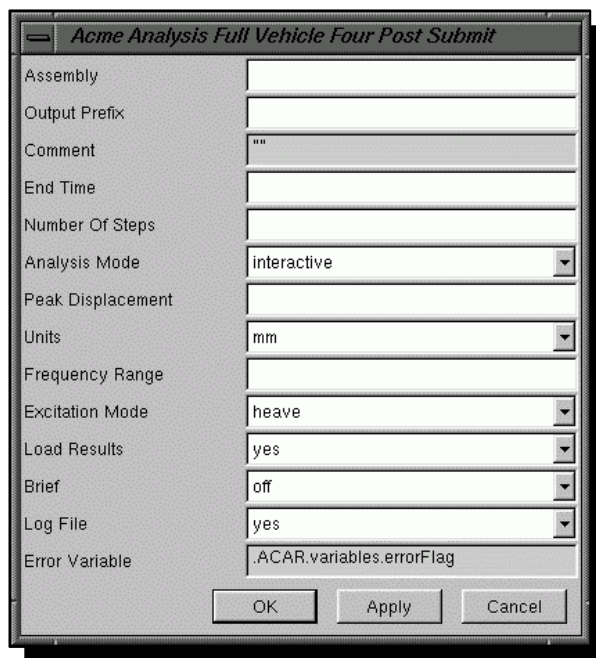 Acme Analysis Full Vehicle Four Post Submit
Assembly
Output Prefix
Comment ""
End Time
Number Of Steps
Analysis Mode interactive
Peak Displacement
Units mm
Frequency Range
Excitation Mode heave
Load Results yes
Brief off
Log File yes
Error Variable .ACAR.variables.errorFlag
OK Apply Cancel